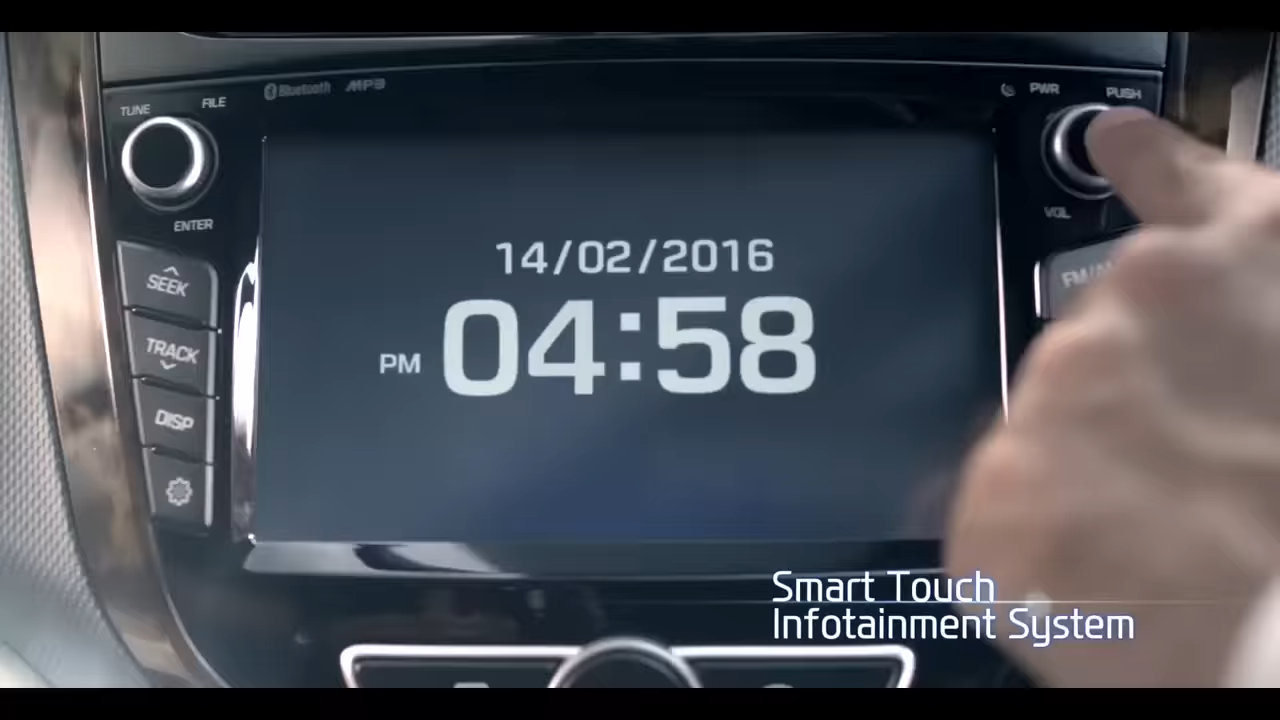 TUNE
FILE
Bluetooth
MP3
PWR
PUSH
ENTER
VOL
SEEK
TRACK
DISP
14/02/2016
PM 04:58
Smart Touch
Infotainment System